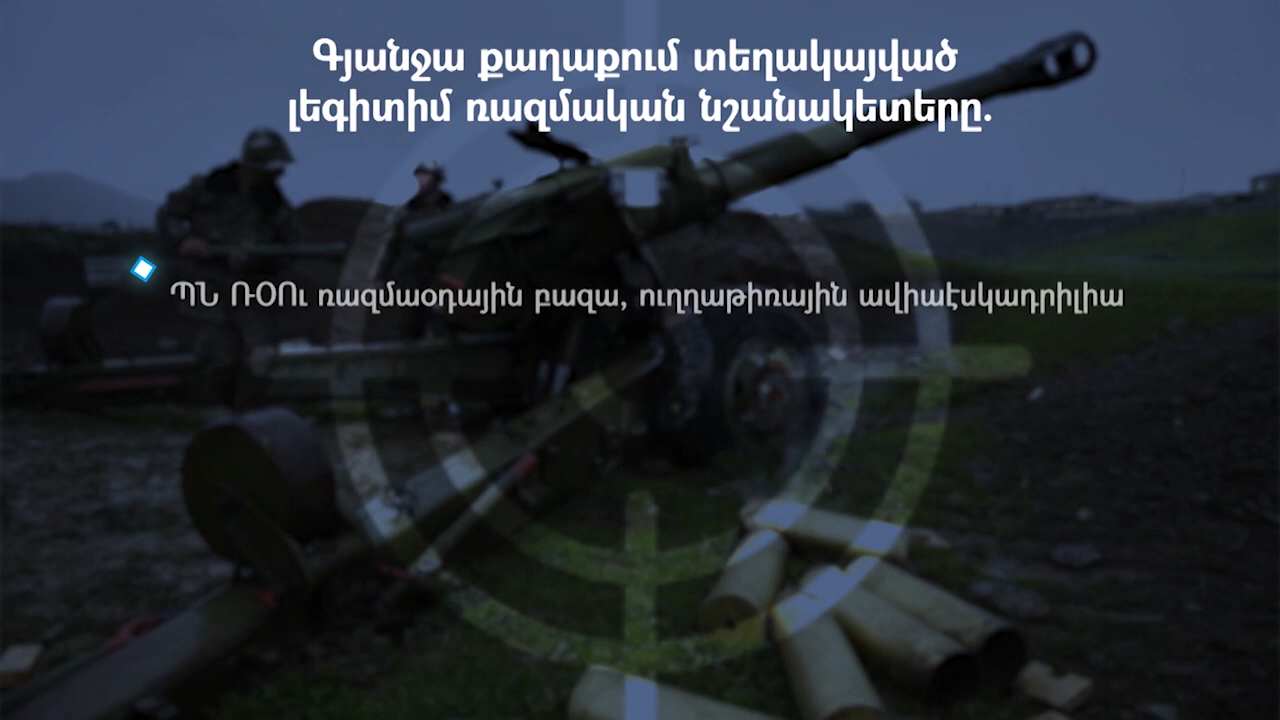 Գյանջա քաղաքում տեղակայված
լեգիտիմ ռազմական նշանակետերը.
ՊՆ ՌՕՈւ ռազմաօդային բազա, ուղղաթիռային ավիաէսկադրիլիա